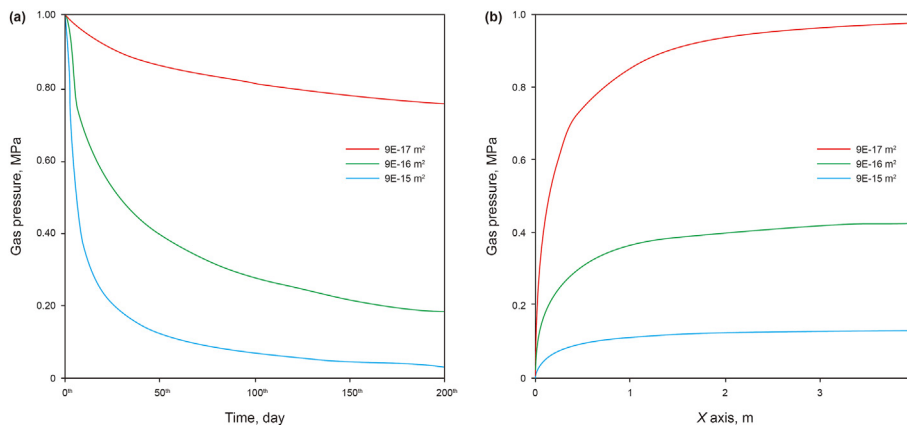 (a)
1.00
0.80
0.60
0.40
0.20
0
Gas pressure, MPa
9E-17 m²
9E-16 m²
9E-15 m²
0ᵗʰ 50ᵗʰ 100ᵗʰ 150ᵗʰ 200ᵗʰ
Time, day
(b)
1.0
0.8
0.6
0.4
0.2
0
Gas pressure, MPa
9E-17 m²
9E-16 m²
9E-15 m²
0 1 2 3
X axis, m